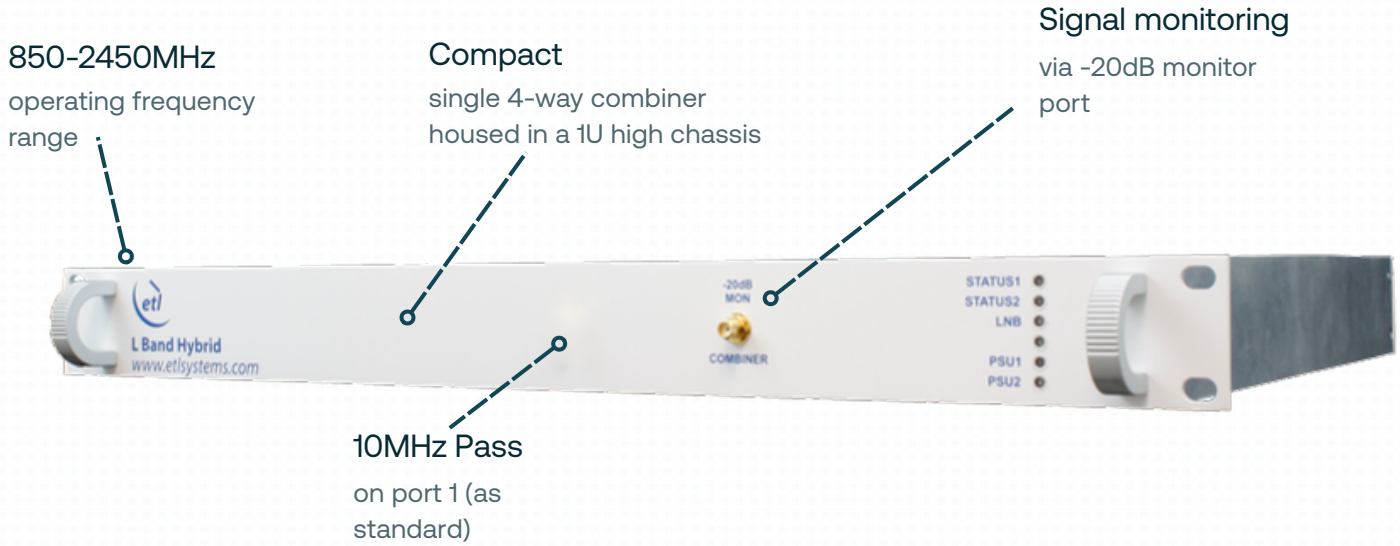 Signal monitoring
via -20dB monitor
port
850-2450MHz
operating frequency
range
Compact
single 4-way combiner
housed in a 1U high chassis
etl
L Band Hybrid
www.etlsystems.com
-20dB
MON
COMBINER
STATUS1
STATUS2
LNB
PSU1
PSU2
10MHz Pass
on port 1 (as
standard)